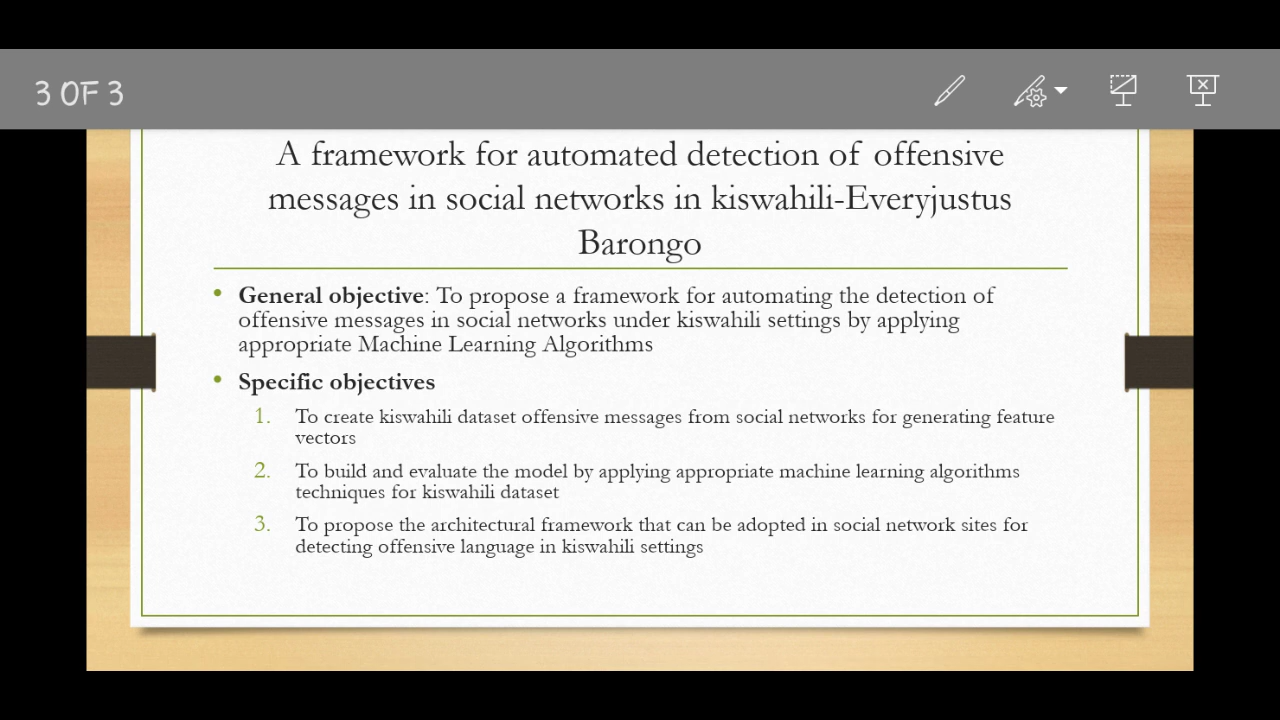 3 OF 3
A framework for automated detection of offensive
messages in social networks in kiswahili-Everyjustus
Barongo
• General objective: To propose a framework for automating the detection of
offensive messages in social networks under kiswahili settings by applying
appropriate Machine Learning Algorithms
• Specific objectives
1. To create kiswahili dataset offensive messages from social networks for generating feature
vectors
2. To build and evaluate the model by applying appropriate machine learning algorithms
techniques for kiswahili dataset
3. To propose the architectural framework that can be adopted in social network sites for
detecting offensive language in kiswahili settings